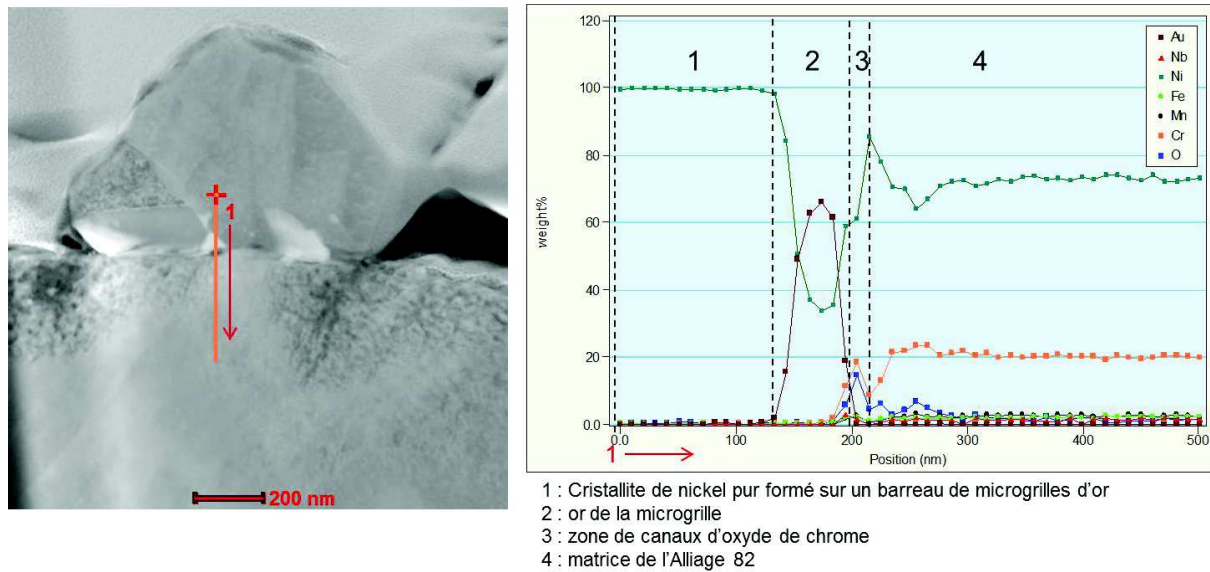 1
200 nm
120
100
80
60
40
20
0.0
weight%
1
2
3
4
Au
Nb
Ni
Fe
Mn
Cr
O
0.0
100
200
300
400
500
Position (nm)
1
1 : Cristallite de nickel pur formé sur un barreau de microgrilles d'or
2 : or de la microgrille
3 : zone de canaux d'oxyde de chrome
4 : matrice de l'Alliage 82